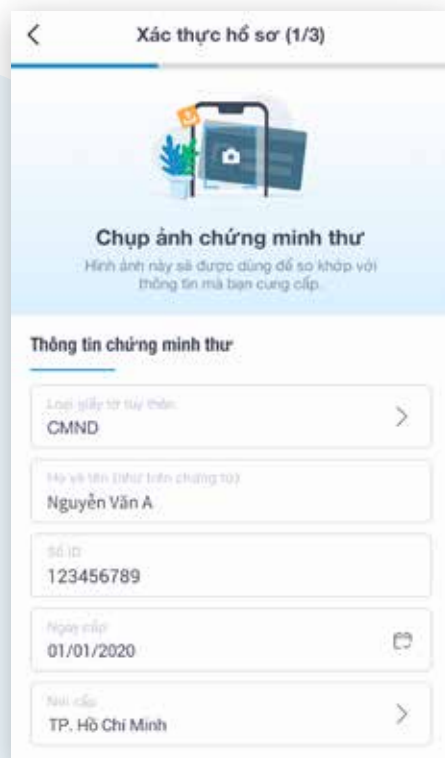 Xác thực hồ sơ (1/3)
Chụp ảnh chứng minh thư
Hình ảnh này sẽ được dùng để so khớp với
thông tin mà bạn cung cấp.
Thông tin chứng minh thư
Loại giấy tờ tùy thân
CMND
Họ và tên (như trên chứng từ)
Nguyễn Văn A
Số ID
123456789
Ngày cấp
01/01/2020
Nơi cấp
TP. Hồ Chí Minh